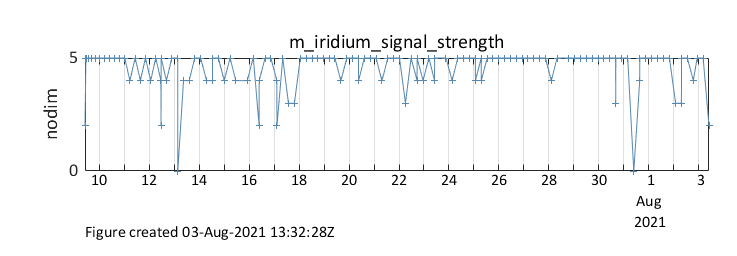 m_iridium_signal_strength
5
nodim
0
10 12 14 16 18 20 22 24 26 28 30 1 3
Aug
2021
Figure created 03-Aug-2021 13:32:28Z